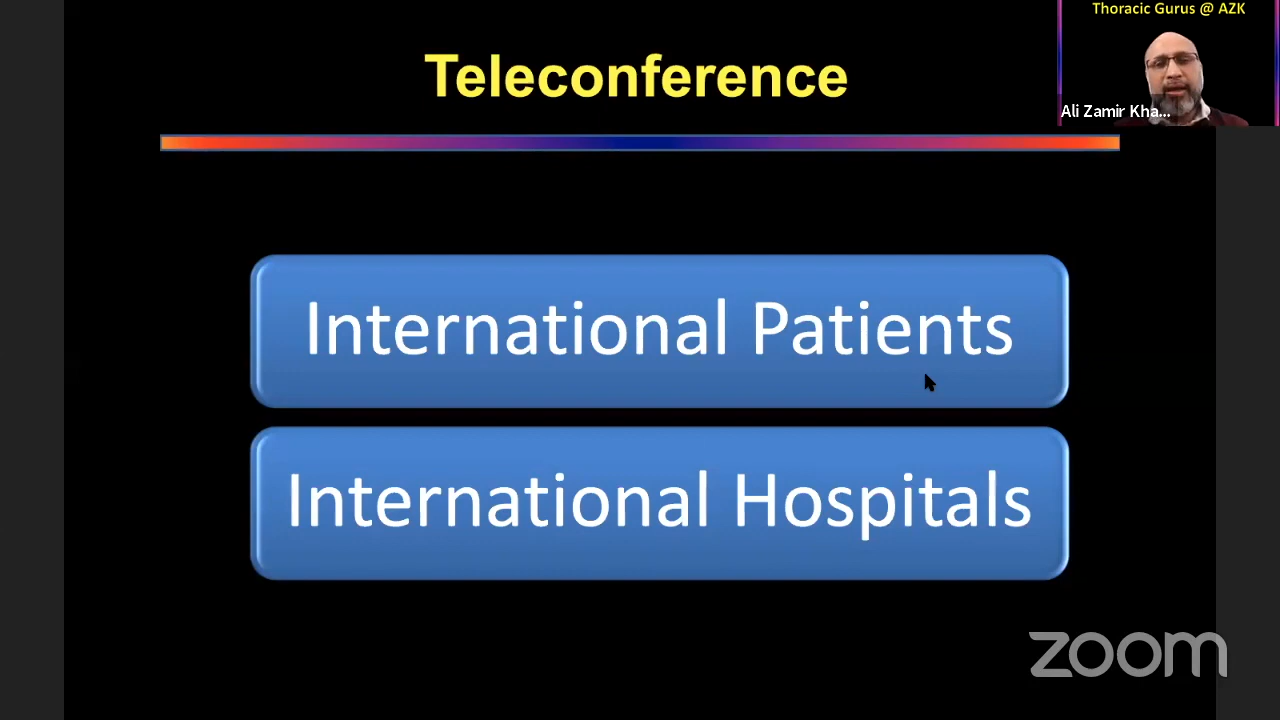 Thoracic Gurus @ AZK
Teleconference
Ali Zamir Kha...
International Patients
International Hospitals
zoom